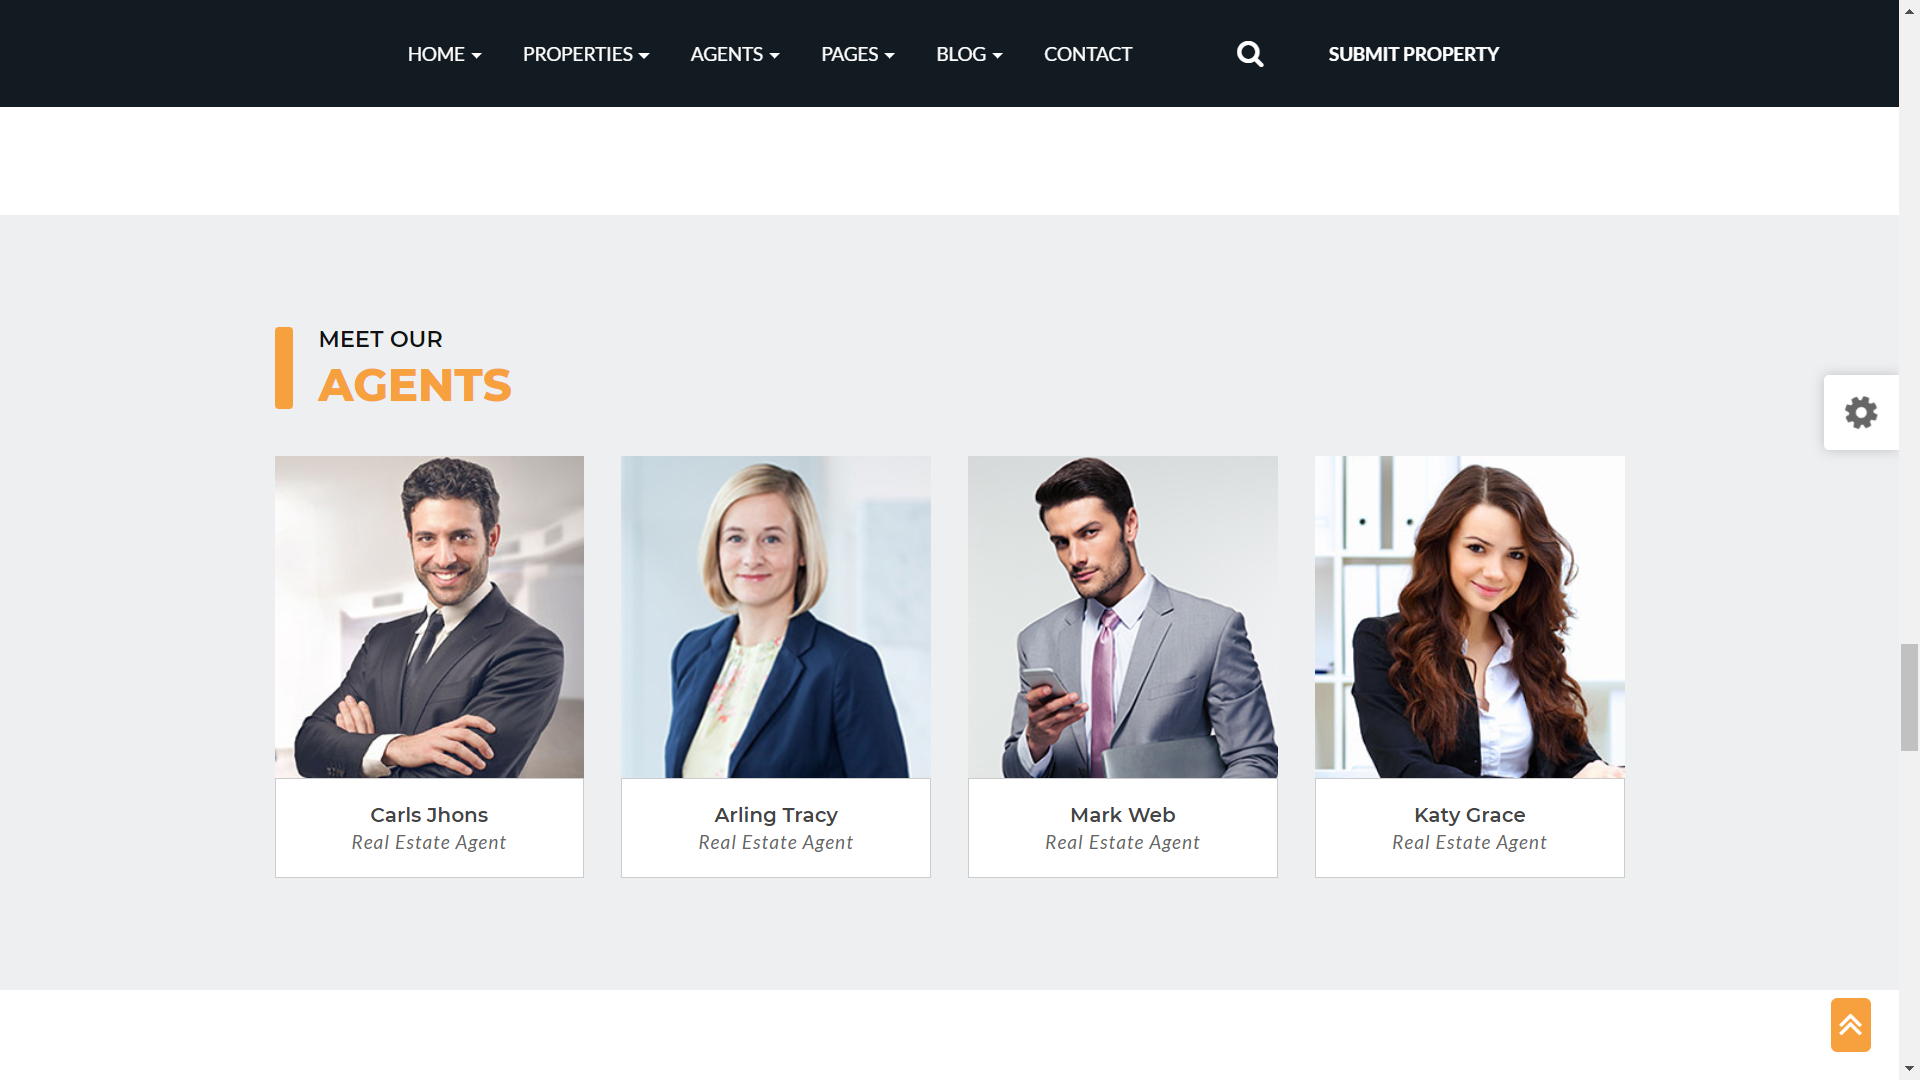 HOME
PROPERTIES
AGENTS
PAGES
BLOG
CONTACT
SUBMIT PROPERTY
MEET OUR
AGENTS
Carls Jhons
Real Estate Agent
Arling Tracy
Real Estate Agent
Mark Web
Real Estate Agent
Katy Grace
Real Estate Agent